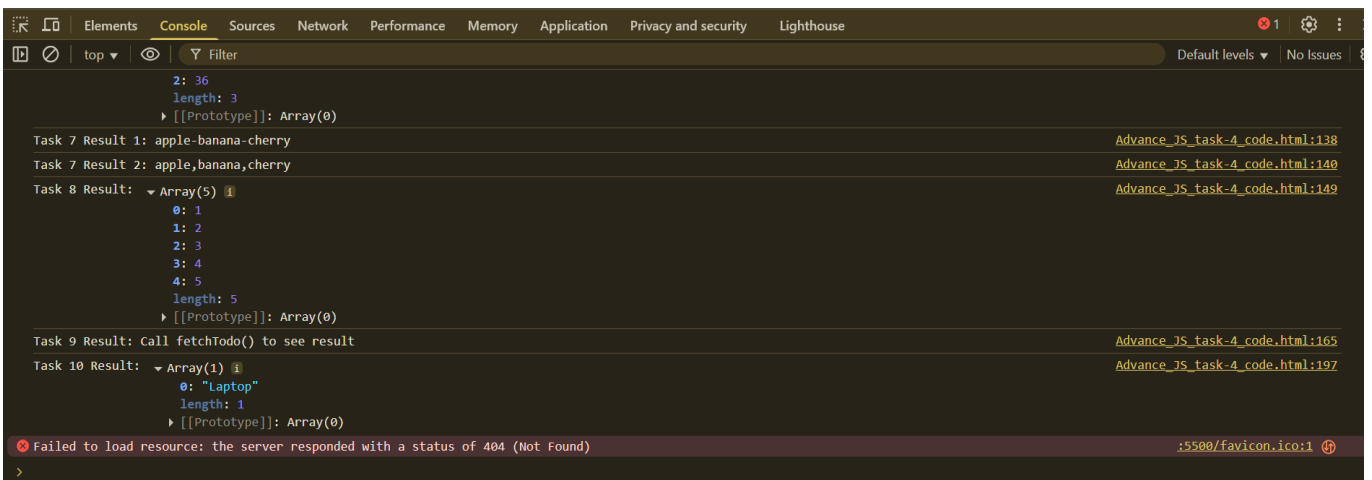 Elements Console Sources Network Performance Memory Application Privacy and security Lighthouse 1
top Filter Default levels No Issues
2: 36
length: 3
[[Prototype]]: Array(0)
Task 7 Result 1: apple-banana-cherry Advance_JS_task-4_code.html:138
Task 7 Result 2: apple,banana,cherry Advance_JS_task-4_code.html:140
Task 8 Result: Array(5) i Advance_JS_task-4_code.html:149
0: 1
1: 2
2: 3
3: 4
4: 5
length: 5
[[Prototype]]: Array(0)
Task 9 Result: Call fetchTodo() to see result Advance_JS_task-4_code.html:165
Task 10 Result: Array(1) i Advance_JS_task-4_code.html:197
0: "Laptop"
length: 1
[[Prototype]]: Array(0)
Failed to load resource: the server responded with a status of 404 (Not Found) :5500/favicon.ico:1